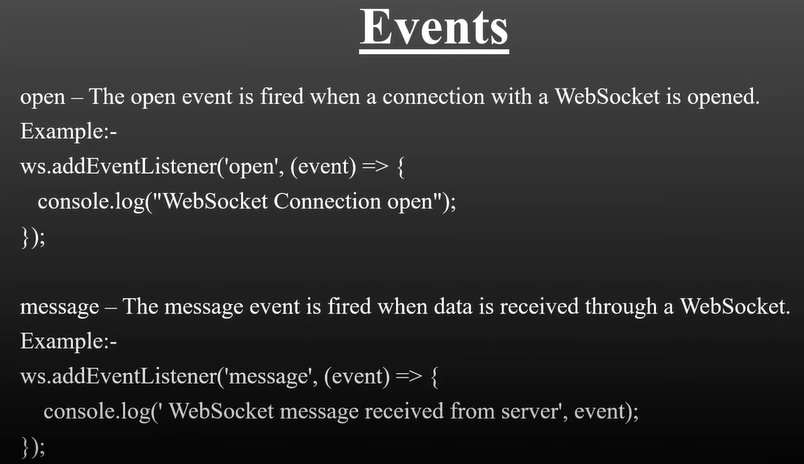 Events
open – The open event is fired when a connection with a WebSocket is opened.
Example:-
ws.addEventListener('open', (event) => {
console.log("WebSocket Connection open");
});
message – The message event is fired when data is received through a WebSocket.
Example:-
ws.addEventListener('message', (event) => {
console.log(' WebSocket message received from server', event);
});